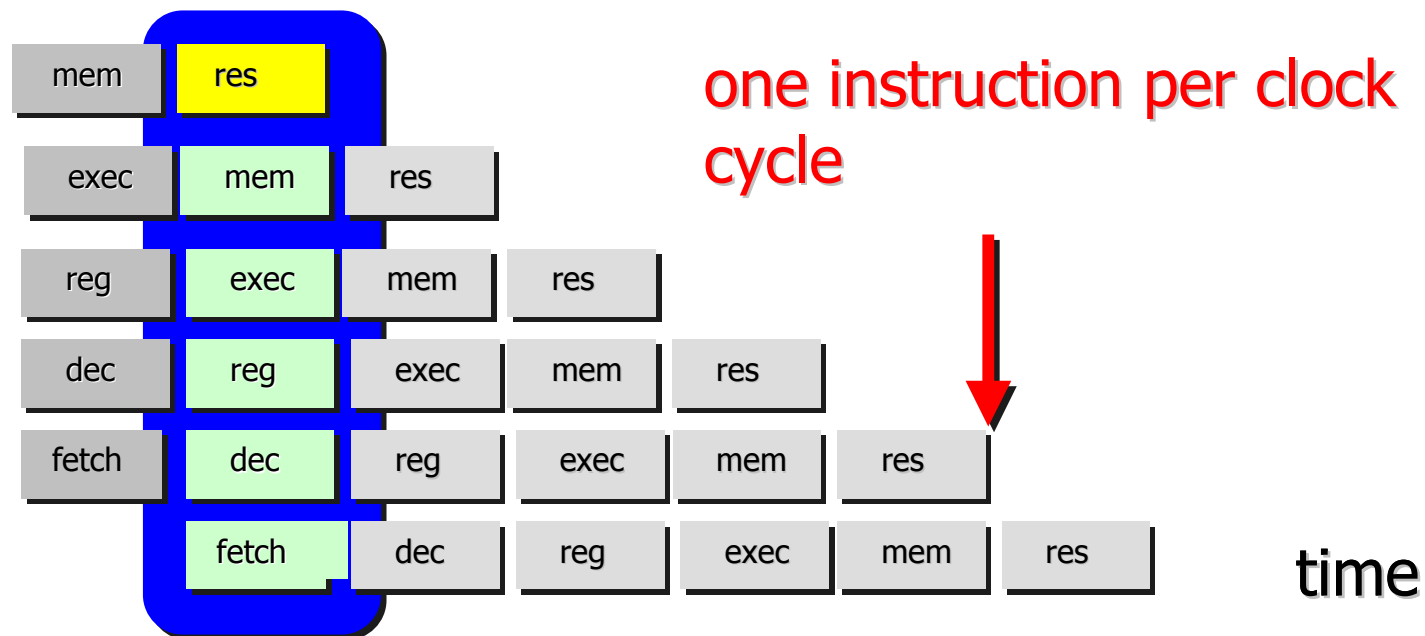 mem res
one instruction per clock
cycle
exec mem res
reg exec mem res
dec reg exec mem res
fetch dec reg exec mem res
fetch dec reg exec mem res
time